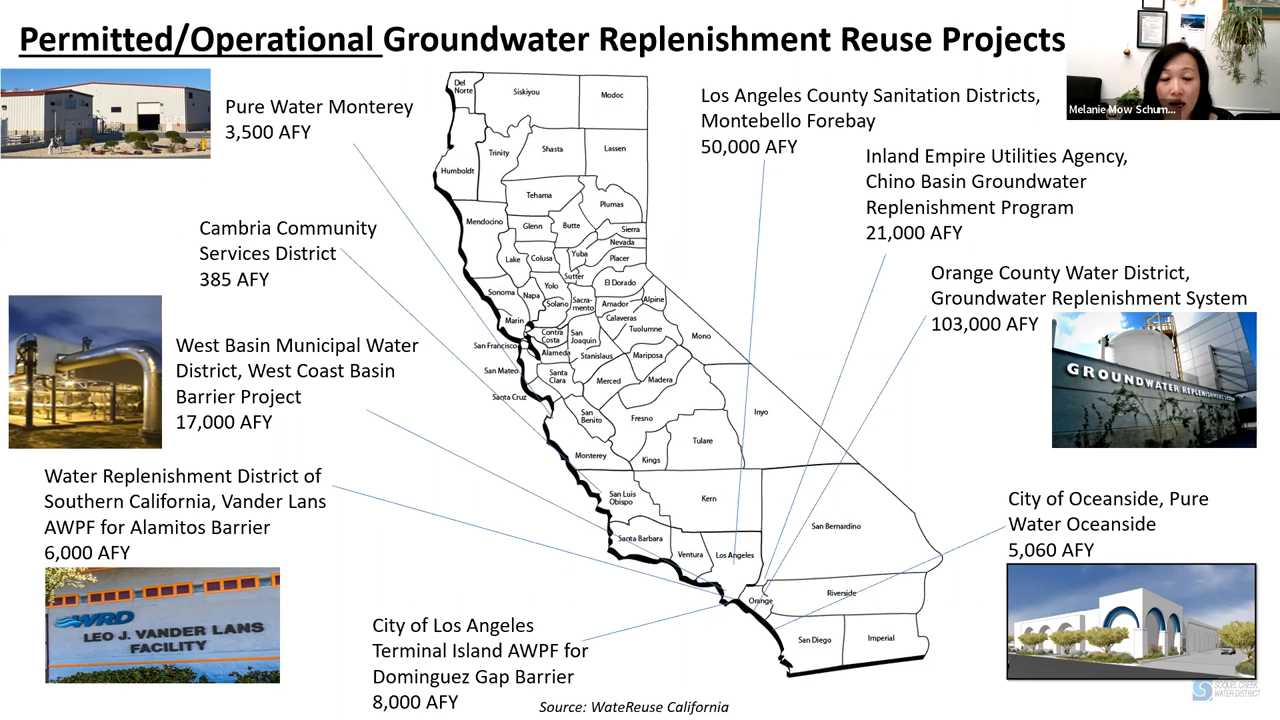 Permitted/Operational Groundwater Replenishment Reuse Projects
Melanie Mow Schum...
Pure Water Monterey
3,500 AFY
Cambria Community
Services District
385 AFY
West Basin Municipal Water
District, West Coast Basin
Barrier Project
17,000 AFY
Water Replenishment District of
Southern California, Vander Lans
AWPF for Alamitos Barrier
6,000 AFY
WRD
LEO J. VANDER LANS
FACILITY
City of Los Angeles
Terminal Island AWPF for
Dominguez Gap Barrier
8,000 AFY
Los Angeles County Sanitation Districts,
Montebello Forebay
50,000 AFY
Inland Empire Utilities Agency,
Chino Basin Groundwater
Replenishment Program
21,000 AFY
Orange County Water District,
Groundwater Replenishment System
103,000 AFY
GROUNDWATER REPLENISHMENT SYSTEM
City of Oceanside, Pure
Water Oceanside
5,060 AFY
Del
Norte
Siskiyou
Modoc
Trinity
Shasta
Lassen
Humboldt
Tehama
Plumas
Mendocino
Glenn
Butte
Sierra
Nevada
Lake
Colusa
Yuba
Placer
Sutter
Yolo
El Dorado
Sonoma
Napa
Solano
Sacra-
mento
Amador
Alpine
Calaveras
Marin
Contra
Costa
San
Joaquin
Tuolumne
Mono
San Francisco
Alameda
Stanislaus
Mariposa
San Mateo
Santa
Clara
Merced
Madera
Santa Cruz
San
Benito
Fresno
Inyo
Tulare
Monterey
Kings
San Luis
Obispo
Kern
San Bernardino
Santa Barbara
Ventura
Los Angeles
Orange
Riverside
San Diego
Imperial
Source: WateReuse California
SOQUEL CREEK
WATER DISTRICT